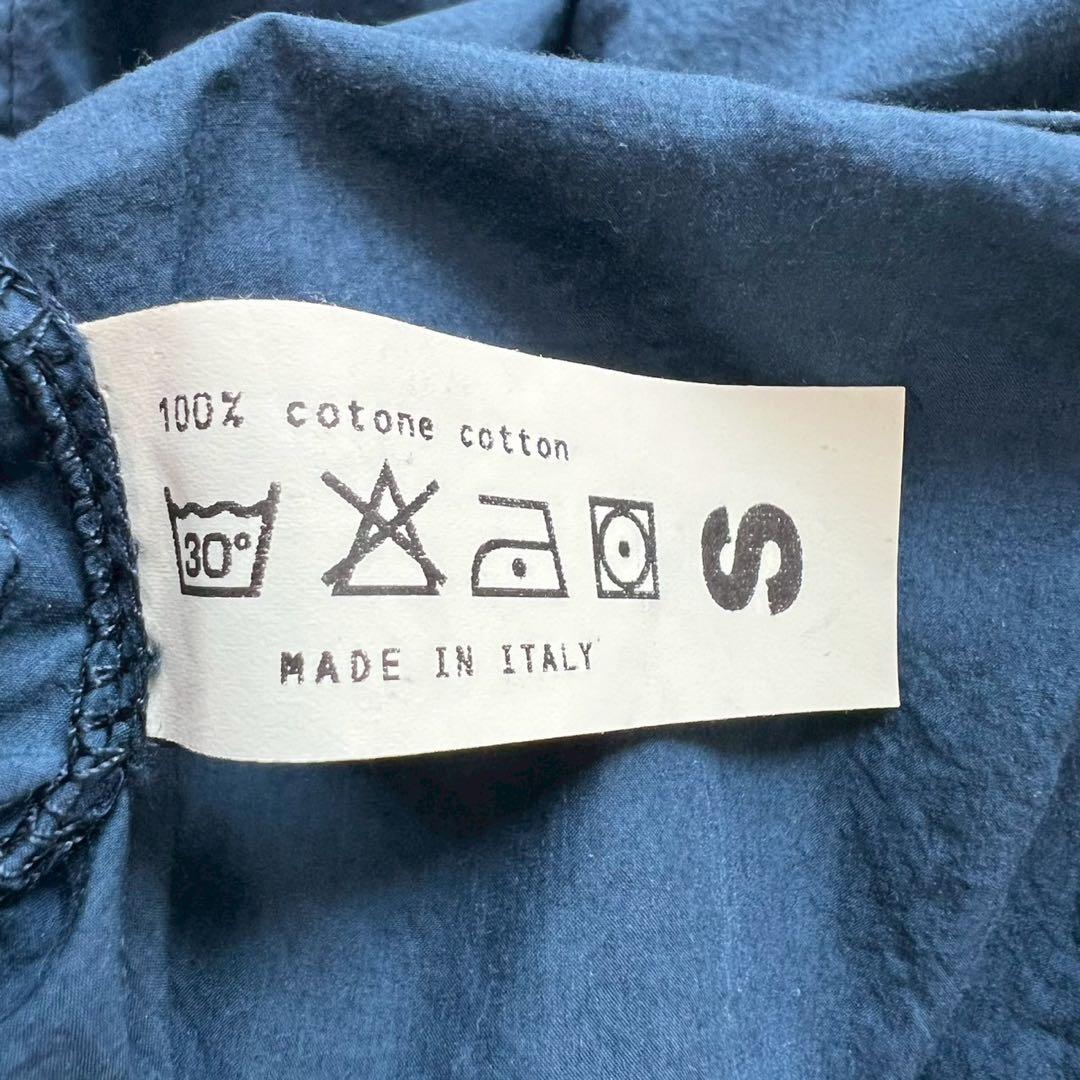 100% cotone cotton
30°
S
MADE IN ITALY